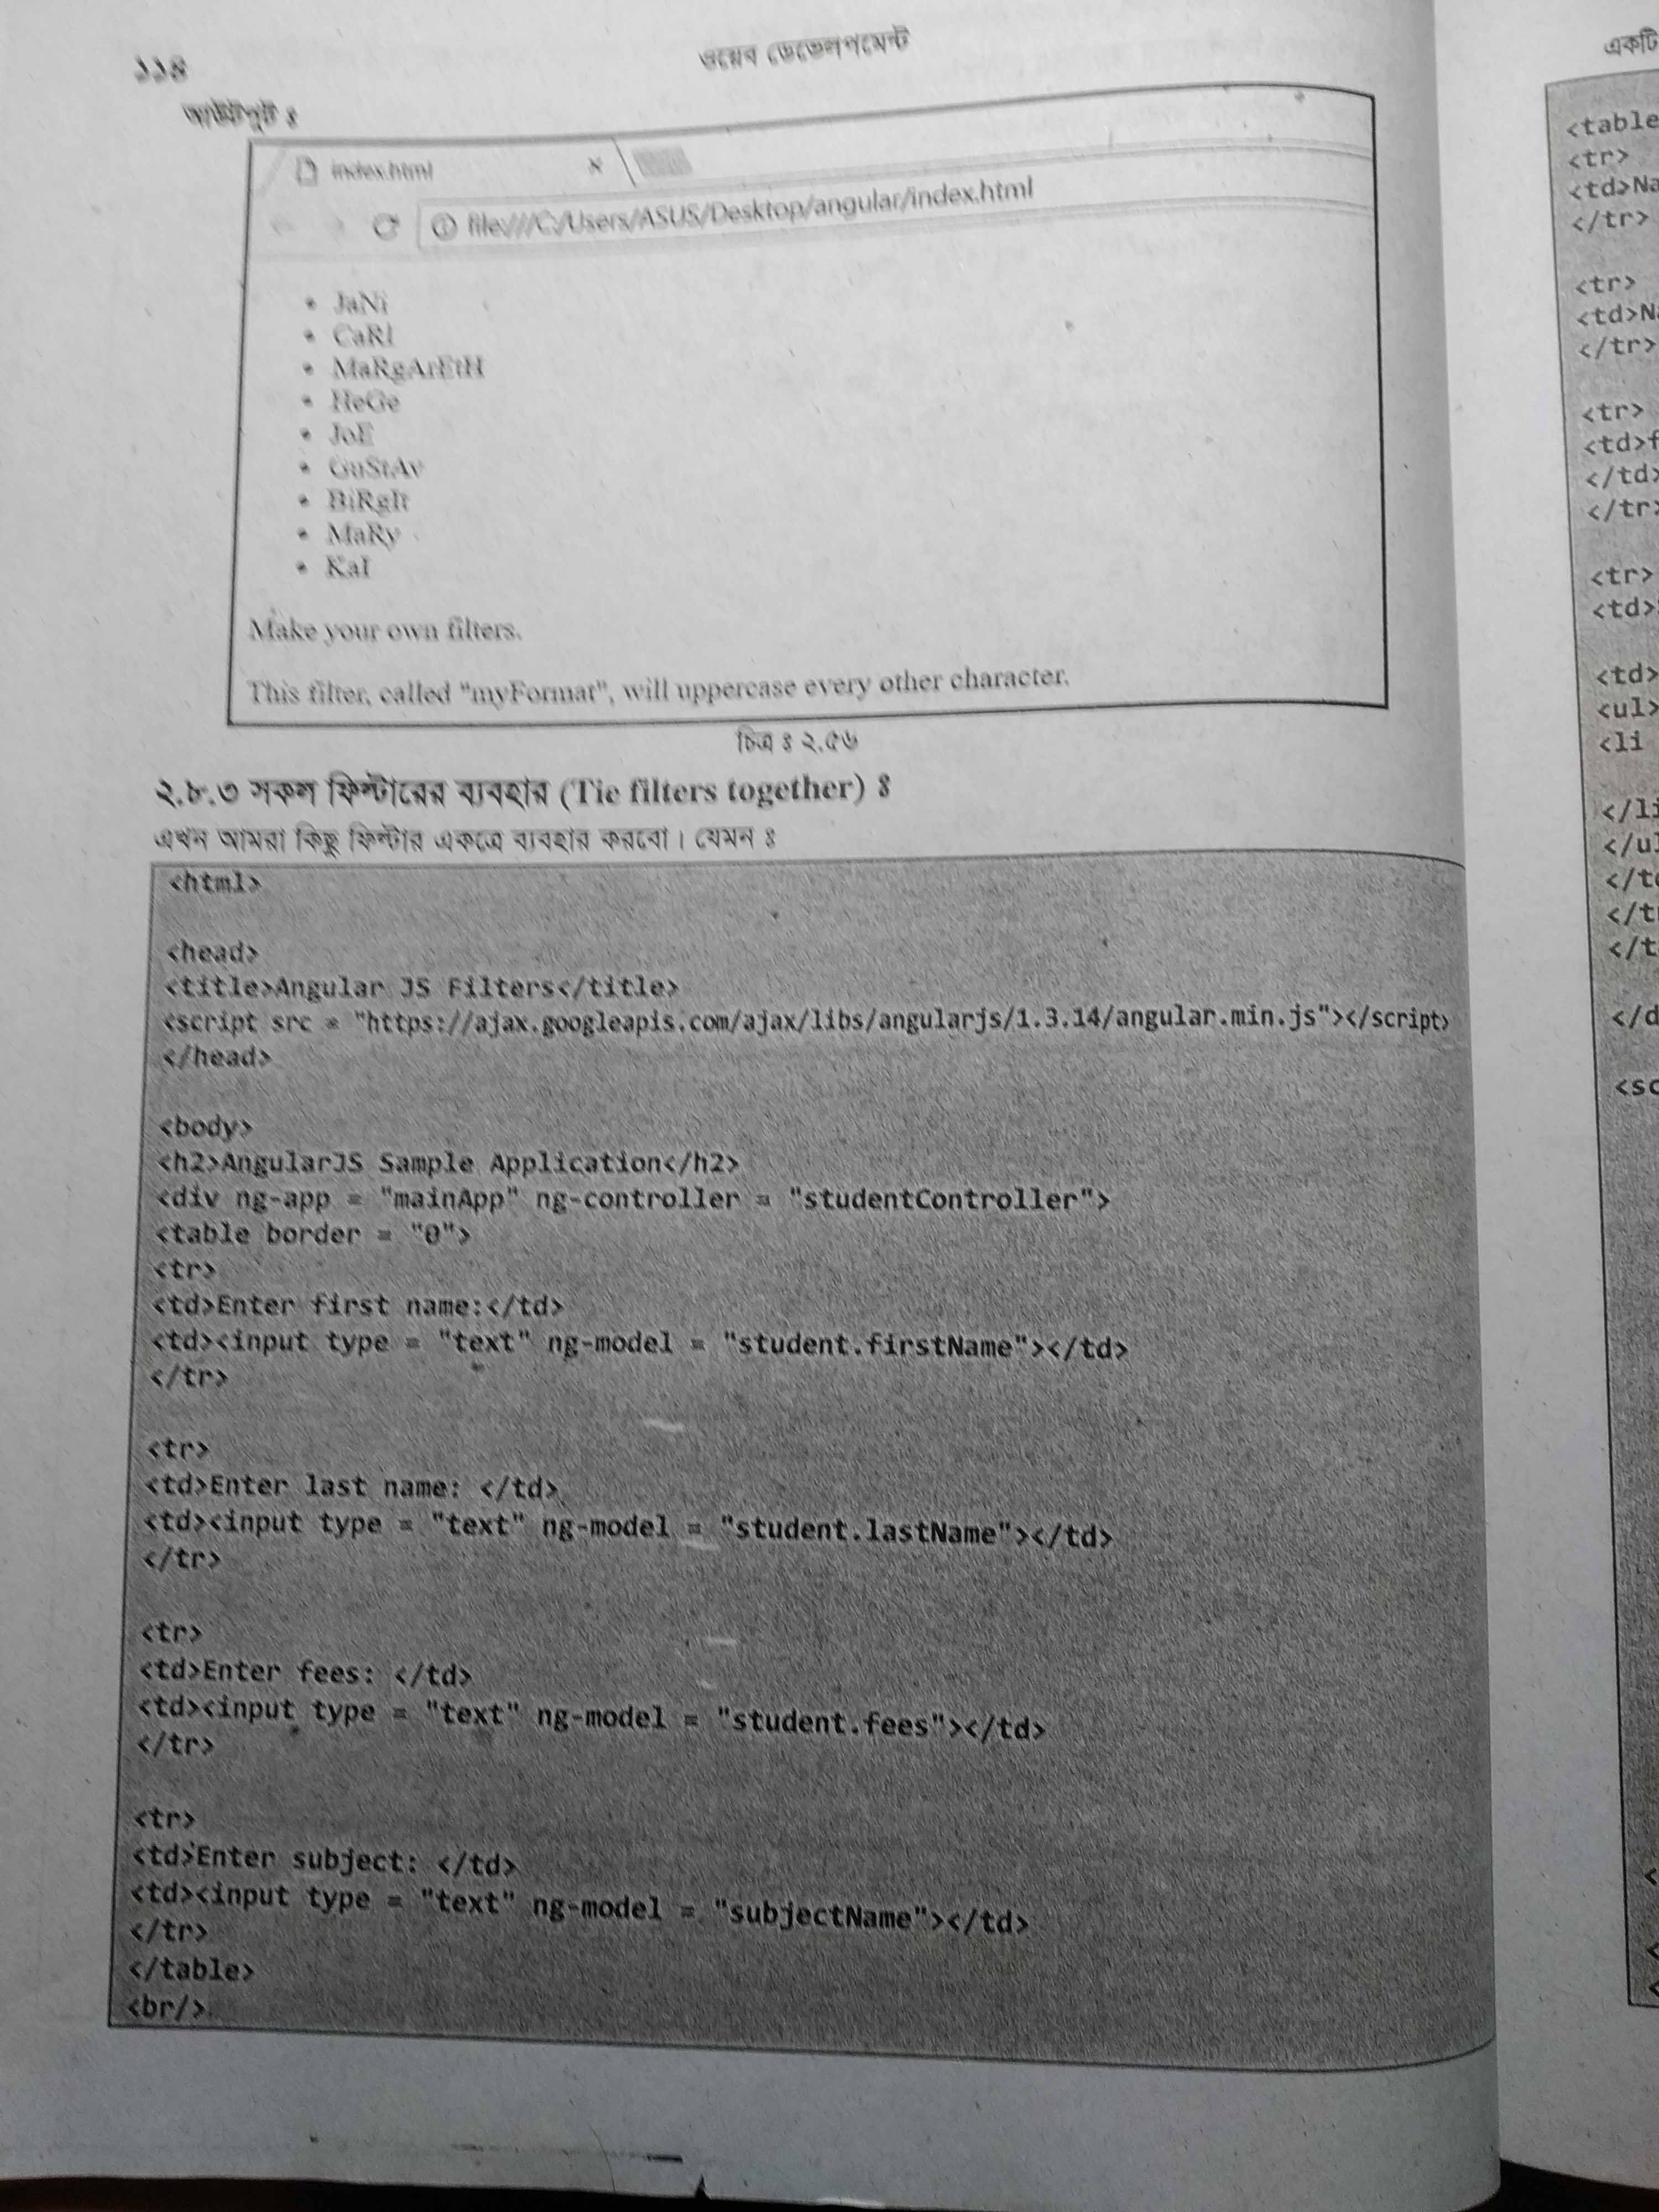 ১১৪
ওয়েব ডেভেলপমেন্ট
আউটপুট ঃ
index.html
file:///C:/Users/ASUS/Desktop/angular/index.html
• JaNi
• CaRl
• MaRgArEtH
• HeGe
• JoE
• GuStAv
• BiRgIt
• MaRy
• KaI
Make your own filters.
This filter, called "myFormat", will uppercase every other character.
চিত্র ঃ ২.৫৬
২.৮.৩ সকল ফিল্টারের ব্যবহার (Tie filters together) ঃ
এখন আমরা কিছু ফিল্টার একত্রে ব্যবহার করবো। যেমন ঃ
<html>
<head>
<title>Angular JS Filters</title>
<script src = "https://ajax.googleapis.com/ajax/libs/angularjs/1.3.14/angular.min.js"></script>
</head>
<body>
<h2>AngularJS Sample Application</h2>
<div ng-app = "mainApp" ng-controller = "studentController">
<table border = "0">
<tr>
<td>Enter first name:</td>
<td><input type = "text" ng-model = "student.firstName"></td>
</tr>
<tr>
<td>Enter last name: </td>
<td><input type = "text" ng-model = "student.lastName"></td>
</tr>
<tr>
<td>Enter fees: </td>
<td><input type = "text" ng-model = "student.fees"></td>
</tr>
<tr>
<td>Enter subject: </td>
<td><input type = "text" ng-model = "subjectName"></td>
</tr>
</table>
<br/>
একটি
<table
<tr>
<td>Na
</tr>
<tr>
<td>Na
</tr>
<tr>
<td>f
</td>
</tr>
<tr>
<td>
<td>
<ul>
<li
</li
</ul
</td
</tr
</t
</d
<sc